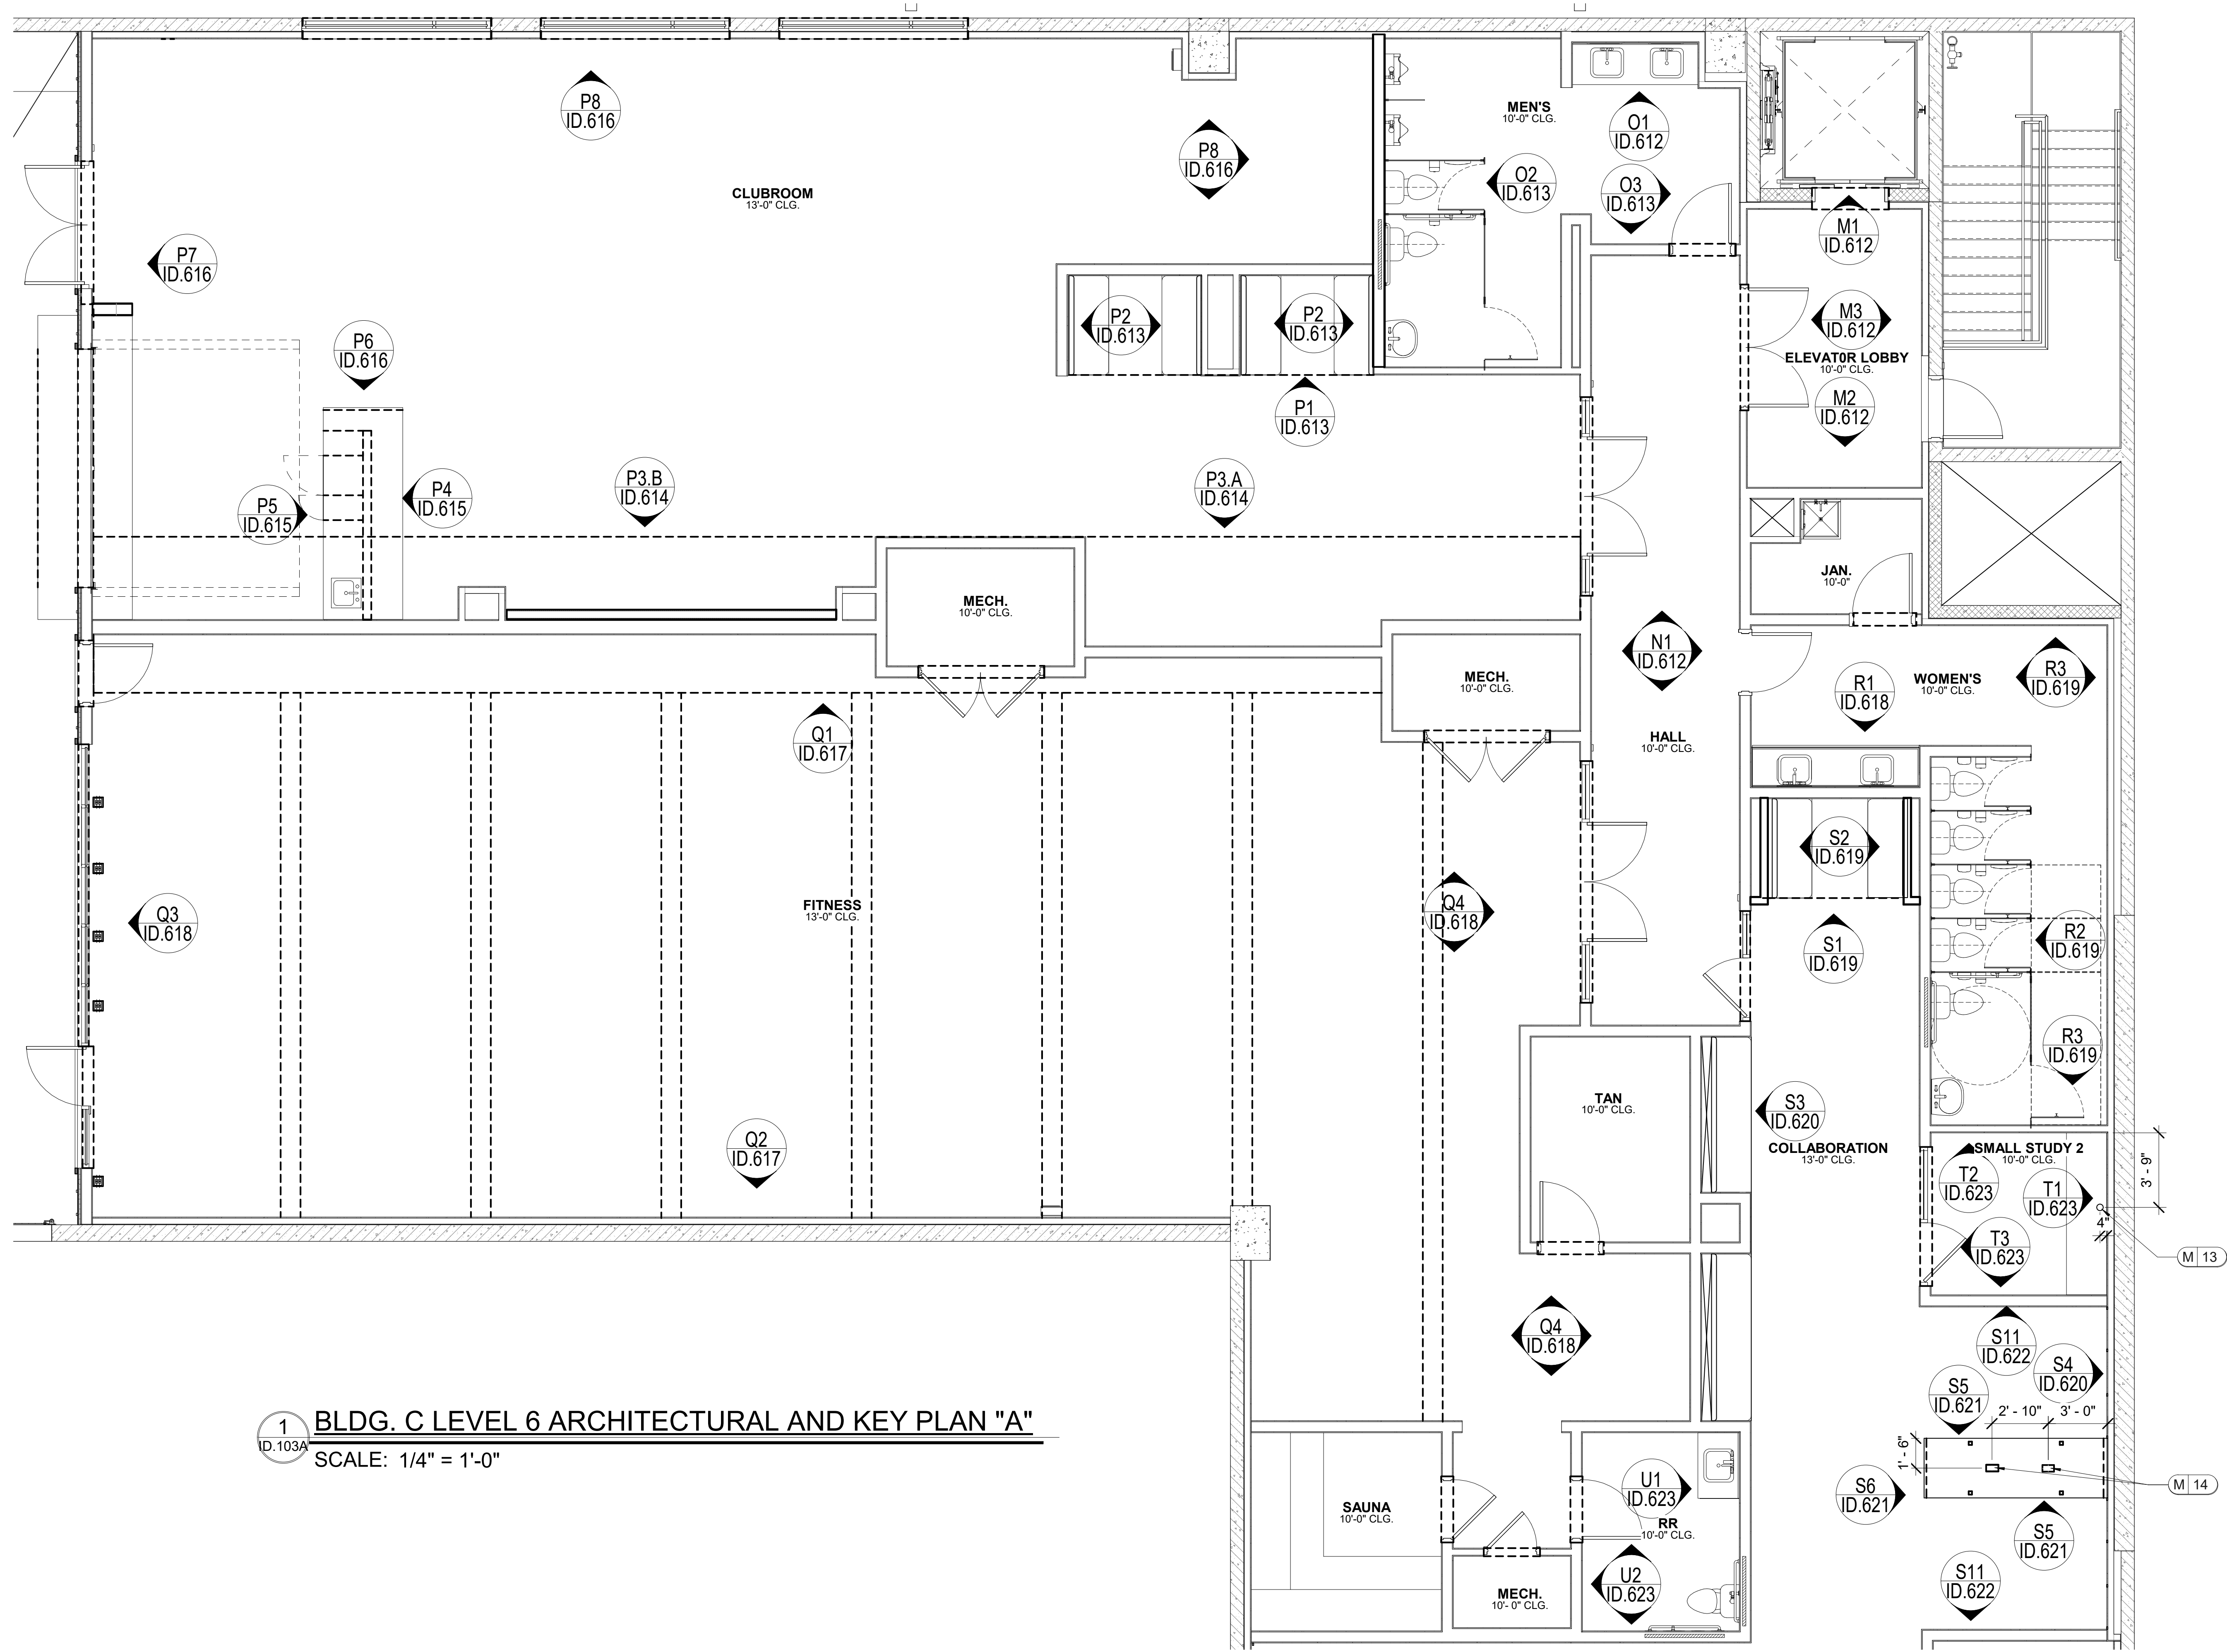 P8
ID.616
P8
ID.616
MEN'S
10'-0" CLG.
O1
ID.612
O2
ID.613
O3
ID.613
CLUBROOM
13'-0" CLG.
M1
ID.612
P7
ID.616
P2
ID.613
P2
ID.613
M3
ID.612
ELEVATOR LOBBY
10'-0" CLG.
P6
ID.616
P1
ID.613
M2
ID.612
P5
ID.615
P4
ID.615
P3.B
ID.614
P3.A
ID.614
JAN.
10'-0"
MECH.
10'-0" CLG.
N1
ID.612
MECH.
10'-0" CLG.
R1
ID.618
WOMEN'S
10'-0" CLG.
R3
ID.619
Q1
ID.617
HALL
10'-0" CLG.
S2
ID.619
Q3
ID.618
FITNESS
13'-0" CLG.
Q4
ID.618
S1
ID.619
R2
ID.619
R3
ID.619
TAN
10'-0" CLG.
S3
ID.620
COLLABORATION
13'-0" CLG.
SMALL STUDY 2
10'-0" CLG.
Q2
ID.617
T2
ID.623
T1
ID.623
3' - 9"
4"
T3
ID.623
M 13
Q4
ID.618
S11
ID.622
S4
ID.620
S5
ID.621
2' - 10"
3' - 0"
1' - 6"
1
ID.103A
BLDG. C LEVEL 6 ARCHITECTURAL AND KEY PLAN "A"
SCALE: 1/4" = 1'-0"
U1
ID.623
S6
ID.621
M 14
SAUNA
10'-0" CLG.
RR
10'-0" CLG.
S5
ID.621
U2
ID.623
MECH.
10'- 0" CLG.
S11
ID.622